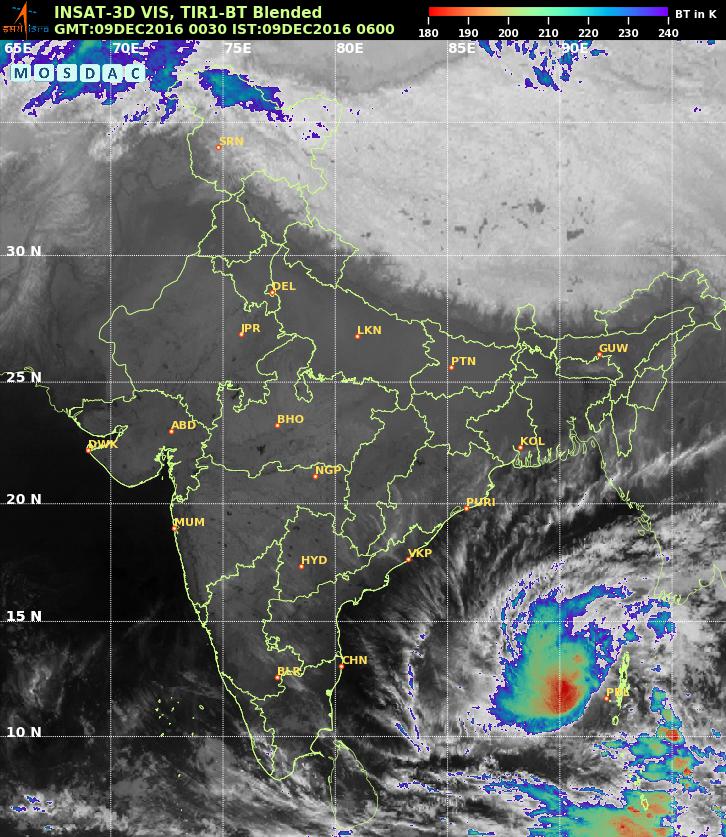 INSAT-3D VIS, TIR1-BT Blended
GMT:09DEC2016 0030 IST:09DEC2016 0600
BT in K
180 190 200 210 220 225 230 240
65E 70E 75E 80E 85E 90E
MOSDAC
SRN
30 N
DEL
JPR
LKN
GUW
PTN
25 N
ABD
BHO
DWK
KOL
NGP
20 N
PURI
MUM
VKP
HYD
15 N
CHN
BLR
PBL
10 N